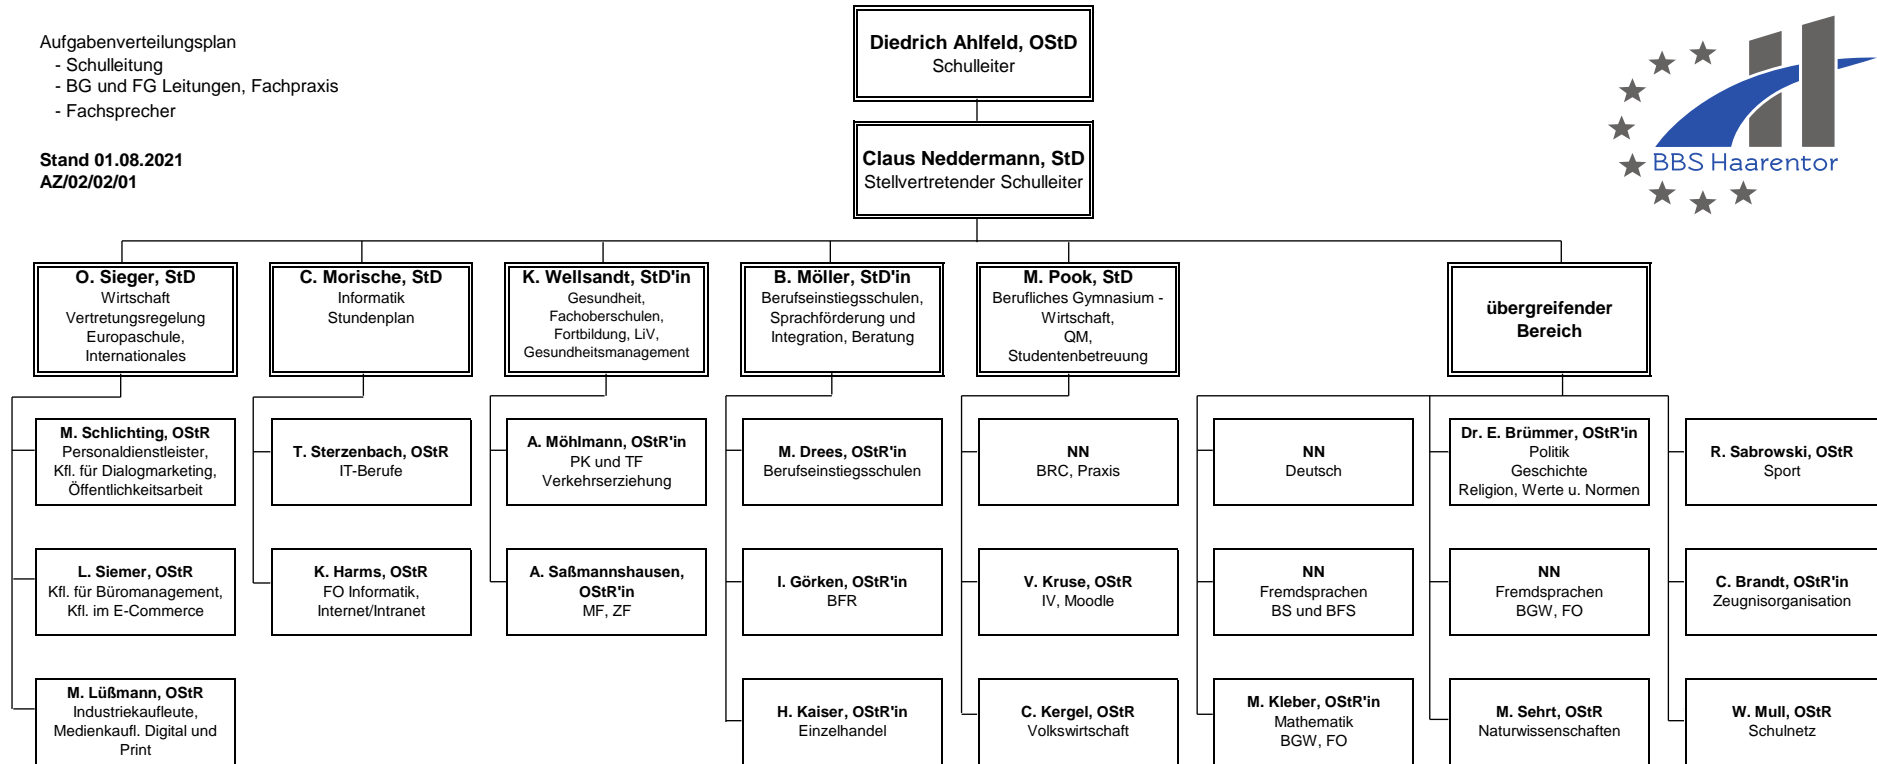 Aufgabenverteilungsplan
- Schulleitung
- BG und FG Leitungen, Fachpraxis
- Fachsprecher
Stand 01.08.2021
AZ/02/02/01
Diedrich Ahlfeld, OStD
Schulleiter
Claus Neddermann, StD
Stellvertretender Schulleiter
BBS Haarentor
O. Sieger, StD
Wirtschaft
Vertretungsregelung
Europaschule,
Internationales
C. Morische, StD
Informatik
Stundenplan
K. Wellsandt, StD'in
Gesundheit,
Fachoberschulen,
Fortbildung, LiV,
Gesundheitsmanagement
B. Möller, StD'in
Berufseinstiegsschulen,
Sprachförderung und
Integration, Beratung
M. Pook, StD
Berufliches Gymnasium -
Wirtschaft,
QM,
Studentenbetreuung
übergreifender
Bereich
M. Schlichting, OStR
Personaldienstleister,
Kfl. für Dialogmarketing,
Öffentlichkeitsarbeit
T. Sterzenbach, OStR
IT-Berufe
A. Möhlmann, OStR'in
PK und TF
Verkehrserziehung
M. Drees, OStR'in
Berufseinstiegsschulen
NN
BRC, Praxis
NN
Deutsch
Dr. E. Brümmer, OStR'in
Politik
Geschichte
Religion, Werte u. Normen
R. Sabrowski, OStR
Sport
L. Siemer, OStR
Kfl. für Büromanagement,
Kfl. im E-Commerce
K. Harms, OStR
FO Informatik,
Internet/Intranet
A. Saßmannshausen,
OStR'in
MF, ZF
I. Görken, OStR'in
BFR
V. Kruse, OStR
IV, Moodle
NN
Fremdsprachen
BS und BFS
NN
Fremdsprachen
BGW, FO
C. Brandt, OStR'in
Zeugnisorganisation
M. Lüßmann, OStR
Industriekaufleute,
Medienkaufl. Digital und
Print
H. Kaiser, OStR'in
Einzelhandel
C. Kergel, OStR
Volkswirtschaft
M. Kleber, OStR'in
Mathematik
BGW, FO
M. Sehrt, OStR
Naturwissenschaften
W. Mull, OStR
Schulnetz